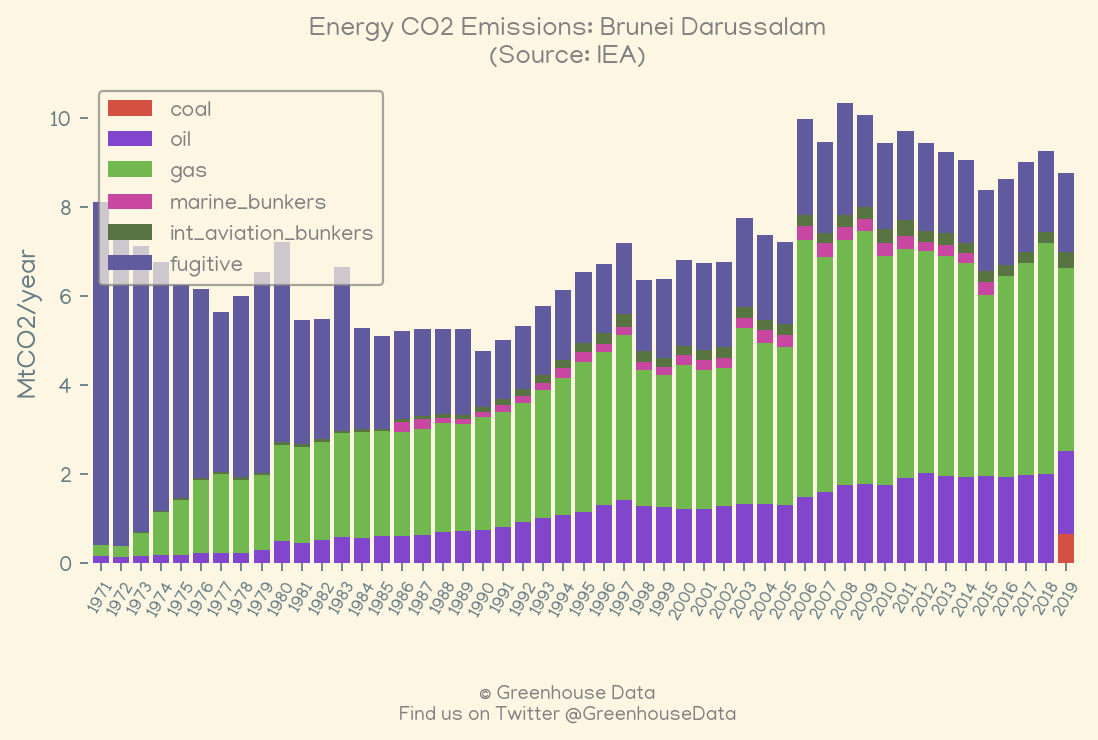 Energy CO2 Emissions: Brunei Darussalam
(Source: IEA)
coal
oil
gas
marine_bunkers
int_aviation_bunkers
fugitive
MtCO2/year
10
8
6
4
2
0
1971 1972 1973 1974 1975 1976 1977 1978 1979 1980 1981 1982 1983 1984 1985 1986 1987 1988 1989 1990 1991 1992 1993 1994 1995 1996 1997 1998 1999 2000 2001 2002 2003 2004 2005 2006 2007 2008 2009 2010 2011 2012 2013 2014 2015 2016 2017 2018 2019
© Greenhouse Data
Find us on Twitter @GreenhouseData